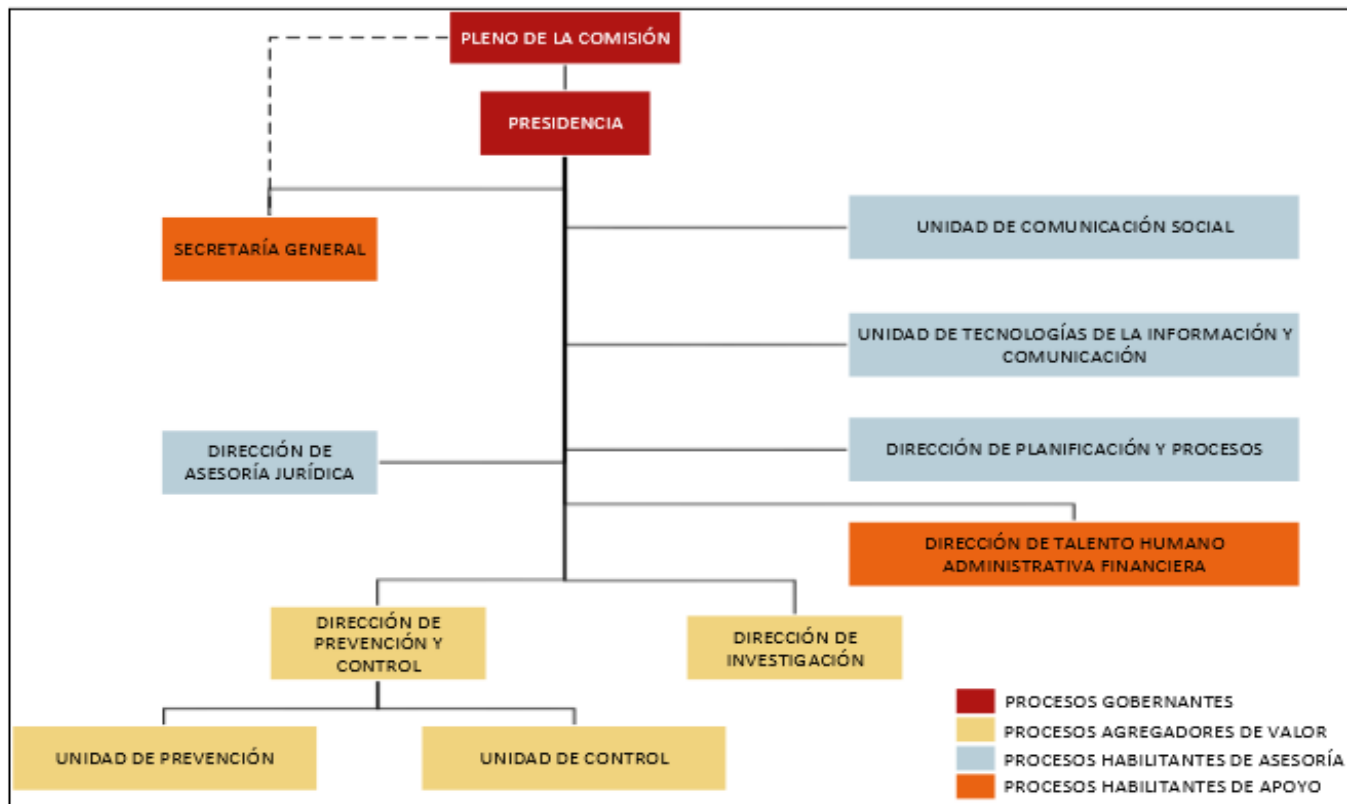 PLENO DE LA COMISIÓN
PRESIDENCIA
SECRETARÍA GENERAL
UNIDAD DE COMUNICACIÓN SOCIAL
UNIDAD DE TECNOLOGÍAS DE LA INFORMACIÓN Y
COMUNICACIÓN
DIRECCIÓN DE
ASESORÍA JURÍDICA
DIRECCIÓN DE PLANIFICACIÓN Y PROCESOS
DIRECCIÓN DE TALENTO HUMANO
ADMINISTRATIVA FINANCIERA
DIRECCIÓN DE
PREVENCIÓN Y
CONTROL
DIRECCIÓN DE
INVESTIGACIÓN
UNIDAD DE PREVENCIÓN
UNIDAD DE CONTROL
PROCESOS GOBERNANTES
PROCESOS AGREGADORES DE VALOR
PROCESOS HABILITANTES DE ASESORÍA
PROCESOS HABILITANTES DE APOYO